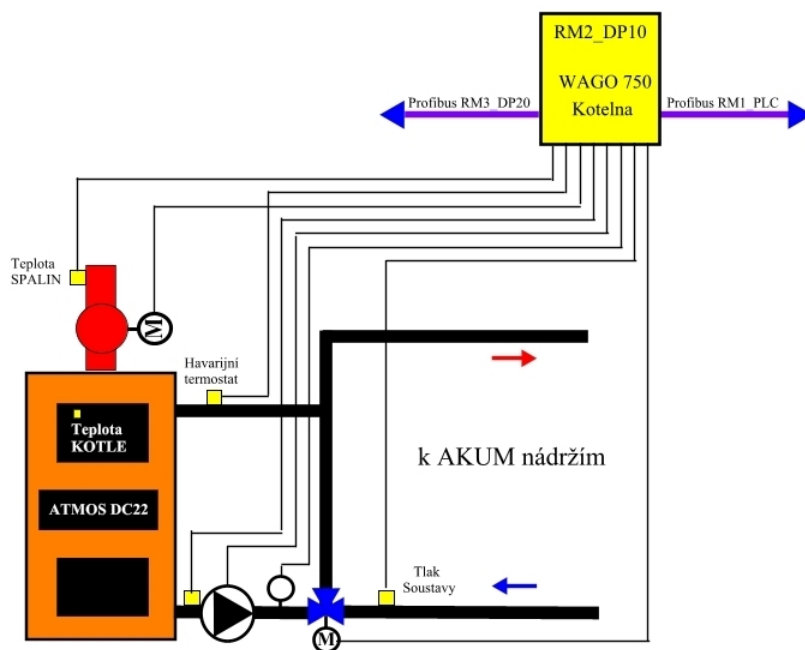 RM2_DP10
WAGO 750
Kotelna
Profibus RM3_DP20
Profibus RM1_PLC
Teplota
SPALIN
M
Havarijní
termostat
Teplota
KOTLE
k AKUM nádržím
ATMOS DC22
Tlak
Soustavy
M